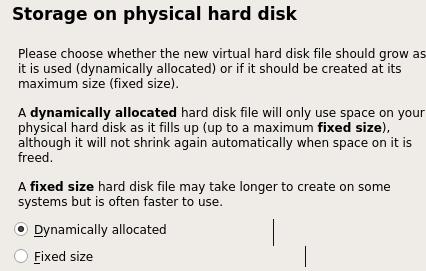 Storage on physical hard disk
Please choose whether the new virtual hard disk file should grow as
it is used (dynamically allocated) or if it should be created at its
maximum size (fixed size).
A dynamically allocated hard disk file will only use space on your
physical hard disk as it fills up (up to a maximum fixed size),
although it will not shrink again automatically when space on it is
freed.
A fixed size hard disk file may take longer to create on some
systems but is often faster to use.
Dynamically allocated
Fixed size